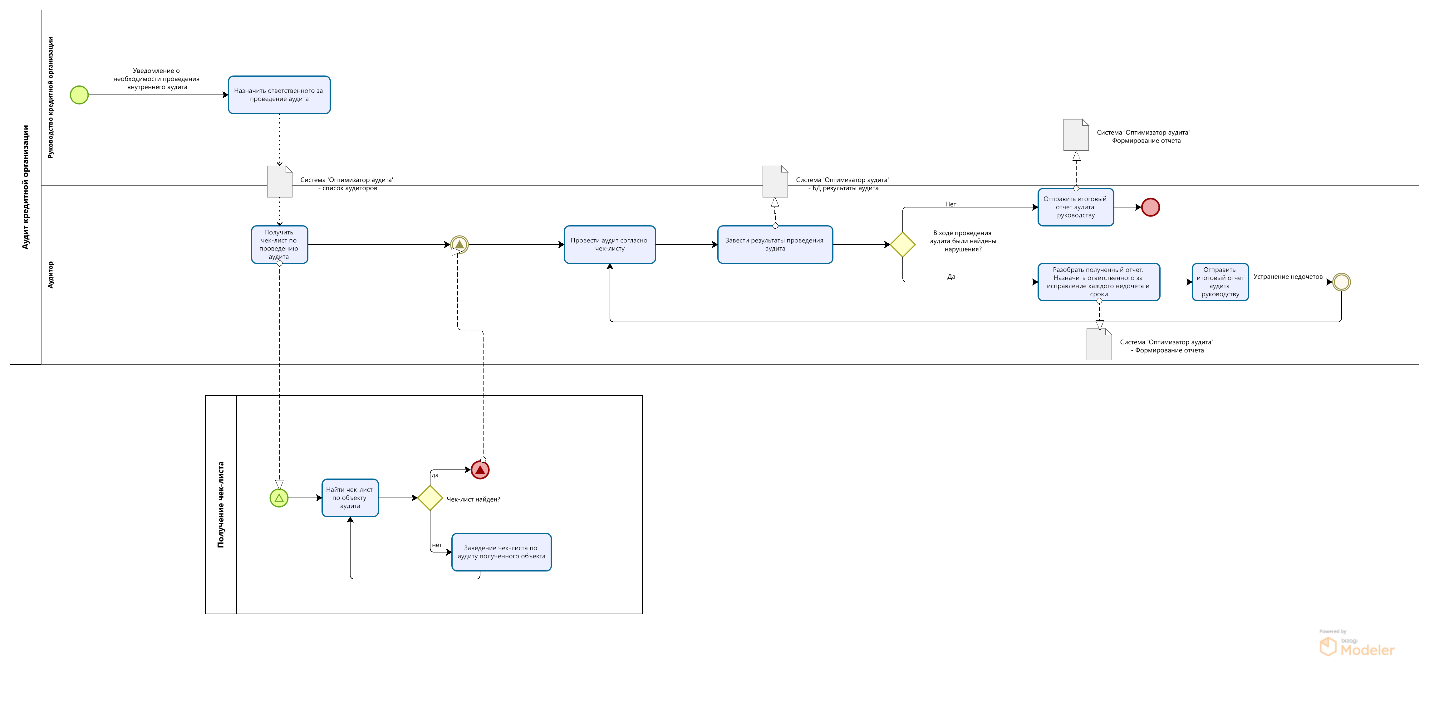 Аудит кредитной организации
Руководство кредитной организации
Уведомление о
необходимости проведения
внутреннего аудита
Назначить ответственного за
проведение аудита
Система 'Оптимизатор аудита'
- список аудиторов
Система 'Оптимизатор аудита'
- БД результаты аудита
Система 'Оптимизатор аудита'
- Формирование отчета
Аудитор
Получить
чек-лист по
проведению
аудита
Провести аудит согласно
чек-листу
Завести результаты проведения
аудита
Нет
В ходе проведения
аудита были найдены
нарушения?
Да
Отправить итоговый
отчет аудита
руководству
Разобрать полученный отчет.
Назначить ответственного за
исправление каждого недочета и
сроки
Отправить
итоговый отчет
аудита
руководству
Устранение недочетов
Система 'Оптимизатор аудита'
- Формирование отчета
Получение чек-листа
Найти чек-лист
по объекту
аудита
да
Чек-лист найден?
нет
Заведение чек-листа по
аудиту полученного объекта
Powered by
bizagi
Modeler